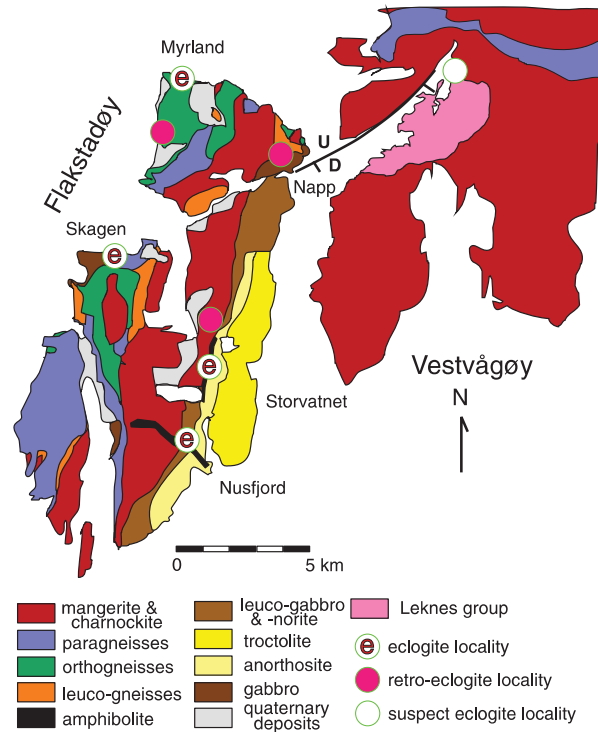 Myrland
e
Flakstadøy
U
D
Napp
Skagen
e
e
Vestvågøy
N
Storvatnet
e
Nusfjord
0 5 km
mangerite &
charnockite
paragneisses
orthogneisses
leuco-gneisses
amphibolite
leuco-gabbro
& -norite
troctolite
anorthosite
gabbro
quaternary
deposits
Leknes group
e eclogite locality
retro-eclogite locality
suspect eclogite locality